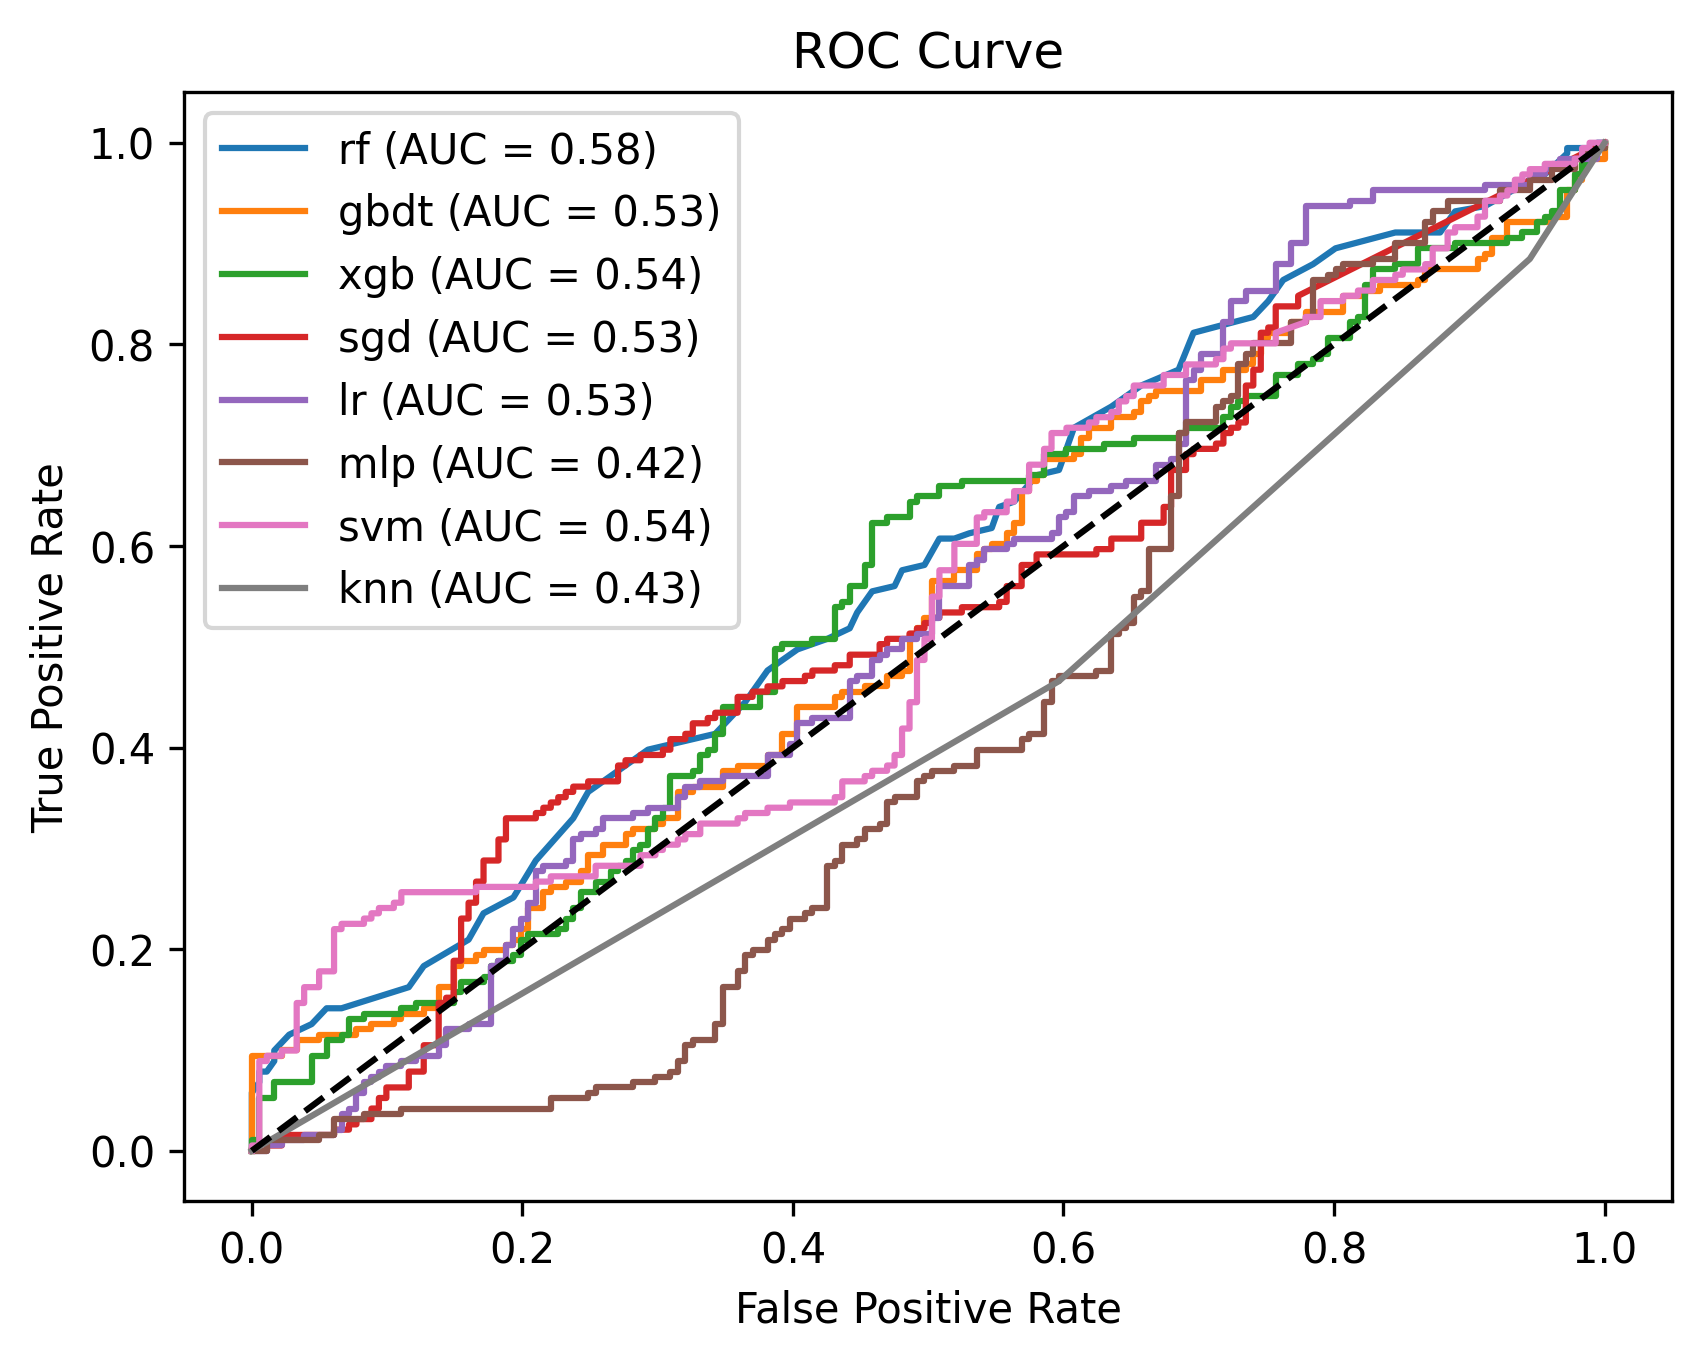 ROC Curve
rf (AUC = 0.58)
gbdt (AUC = 0.53)
xgb (AUC = 0.54)
sgd (AUC = 0.53)
lr (AUC = 0.53)
mlp (AUC = 0.42)
svm (AUC = 0.54)
knn (AUC = 0.43)
True Positive Rate
1.0
0.8
0.6
0.4
0.2
0.0
0.0 0.2 0.4 0.6 0.8 1.0
False Positive Rate